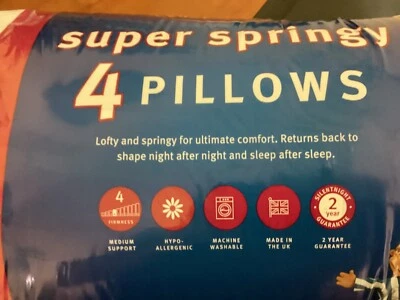 super springy
4 PILLOWS
Lofty and springy for ultimate comfort. Returns back to
shape night after night and sleep after sleep.
4
FIRMNESS
MEDIUM
SUPPORT
HYPO-
ALLERGENIC
MACHINE
WASHABLE
MADE IN
THE UK
SILENTNIGHT
2
year
GUARANTEE
2 YEAR
GUARANTEE